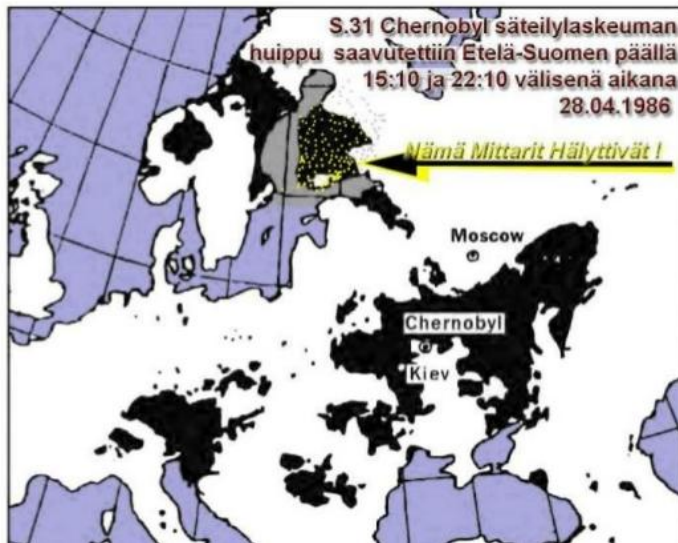 S.31 Chernobyl säteilylaskeuman
huippu saavutettiin Etelä-Suomen päällä
15:10 ja 22:10 välisenä aikana
28.04.1986
Nämä Mittarit Hälyttivät !
Moscow
Chernobyl
Kiev